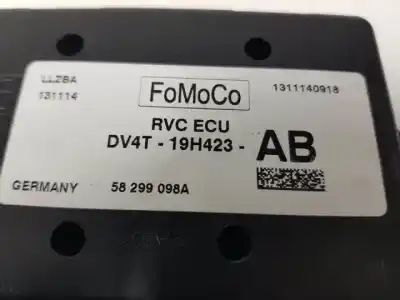 LLZBA
131114
FoMoCo
1311140918
RVC ECU
DV4T - 19H423 - AB
GERMANY
58 299 098A